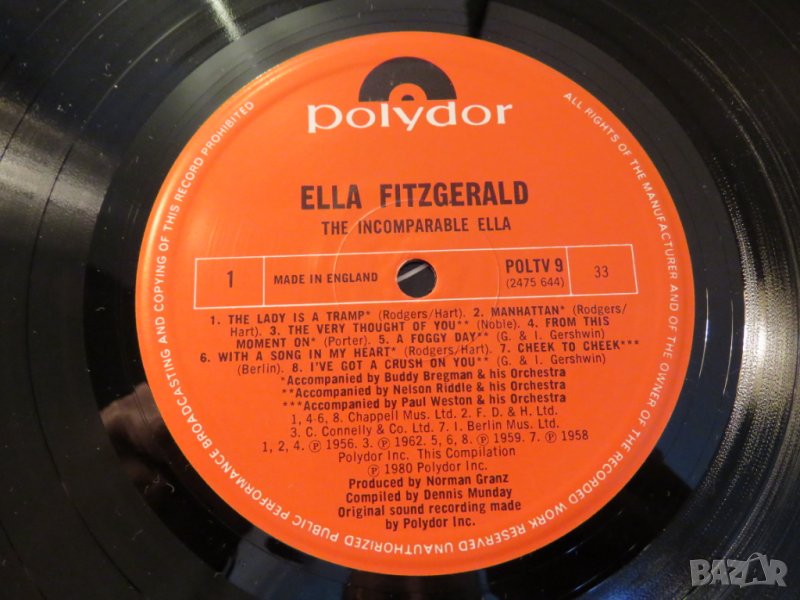 polydor
ELLA FITZGERALD
THE INCOMPARABLE ELLA
1
MADE IN ENGLAND
POLTV 9
(2475 644)
33
1. THE LADY IS A TRAMP* (Rodgers/Hart). 2. MANHATTAN* (Rodgers/
Hart). 3. THE VERY THOUGHT OF YOU** (Noble). 4. FROM THIS
MOMENT ON* (Porter). 5. A FOGGY DAY** (G. & I. Gershwin)
6. WITH A SONG IN MY HEART* (Rodgers/Hart). 7. CHEEK TO CHEEK***
(Berlin). 8. I'VE GOT A CRUSH ON YOU** (G. & I. Gershwin)
*Accompanied by Buddy Bregman & his Orchestra
**Accompanied by Nelson Riddle & his Orchestra
***Accompanied by Paul Weston & his Orchestra
1, 4-6, 8. Chappell Mus. Ltd. 2. F. D. & H. Ltd.
3. C. Connelly & Co. Ltd. 7. I. Berlin Mus. Ltd.
1, 2, 4. ℗ 1956. 3. ℗ 1962. 5, 6, 8. ℗ 1959. 7. ℗ 1958
Polydor Inc. This Compilation
℗ 1980 Polydor Inc.
Produced by Norman Granz
Compiled by Dennis Munday
Original sound recording made
by Polydor Inc.
ALL RIGHTS OF THE MANUFACTURER AND OF THE OWNER OF THE RECORDED WORK RESERVED UNAUTHORIZED PUBLIC PERFORMANCE BROADCASTING AND COPYING OF THIS RECORD PROHIBITED
BAZAR